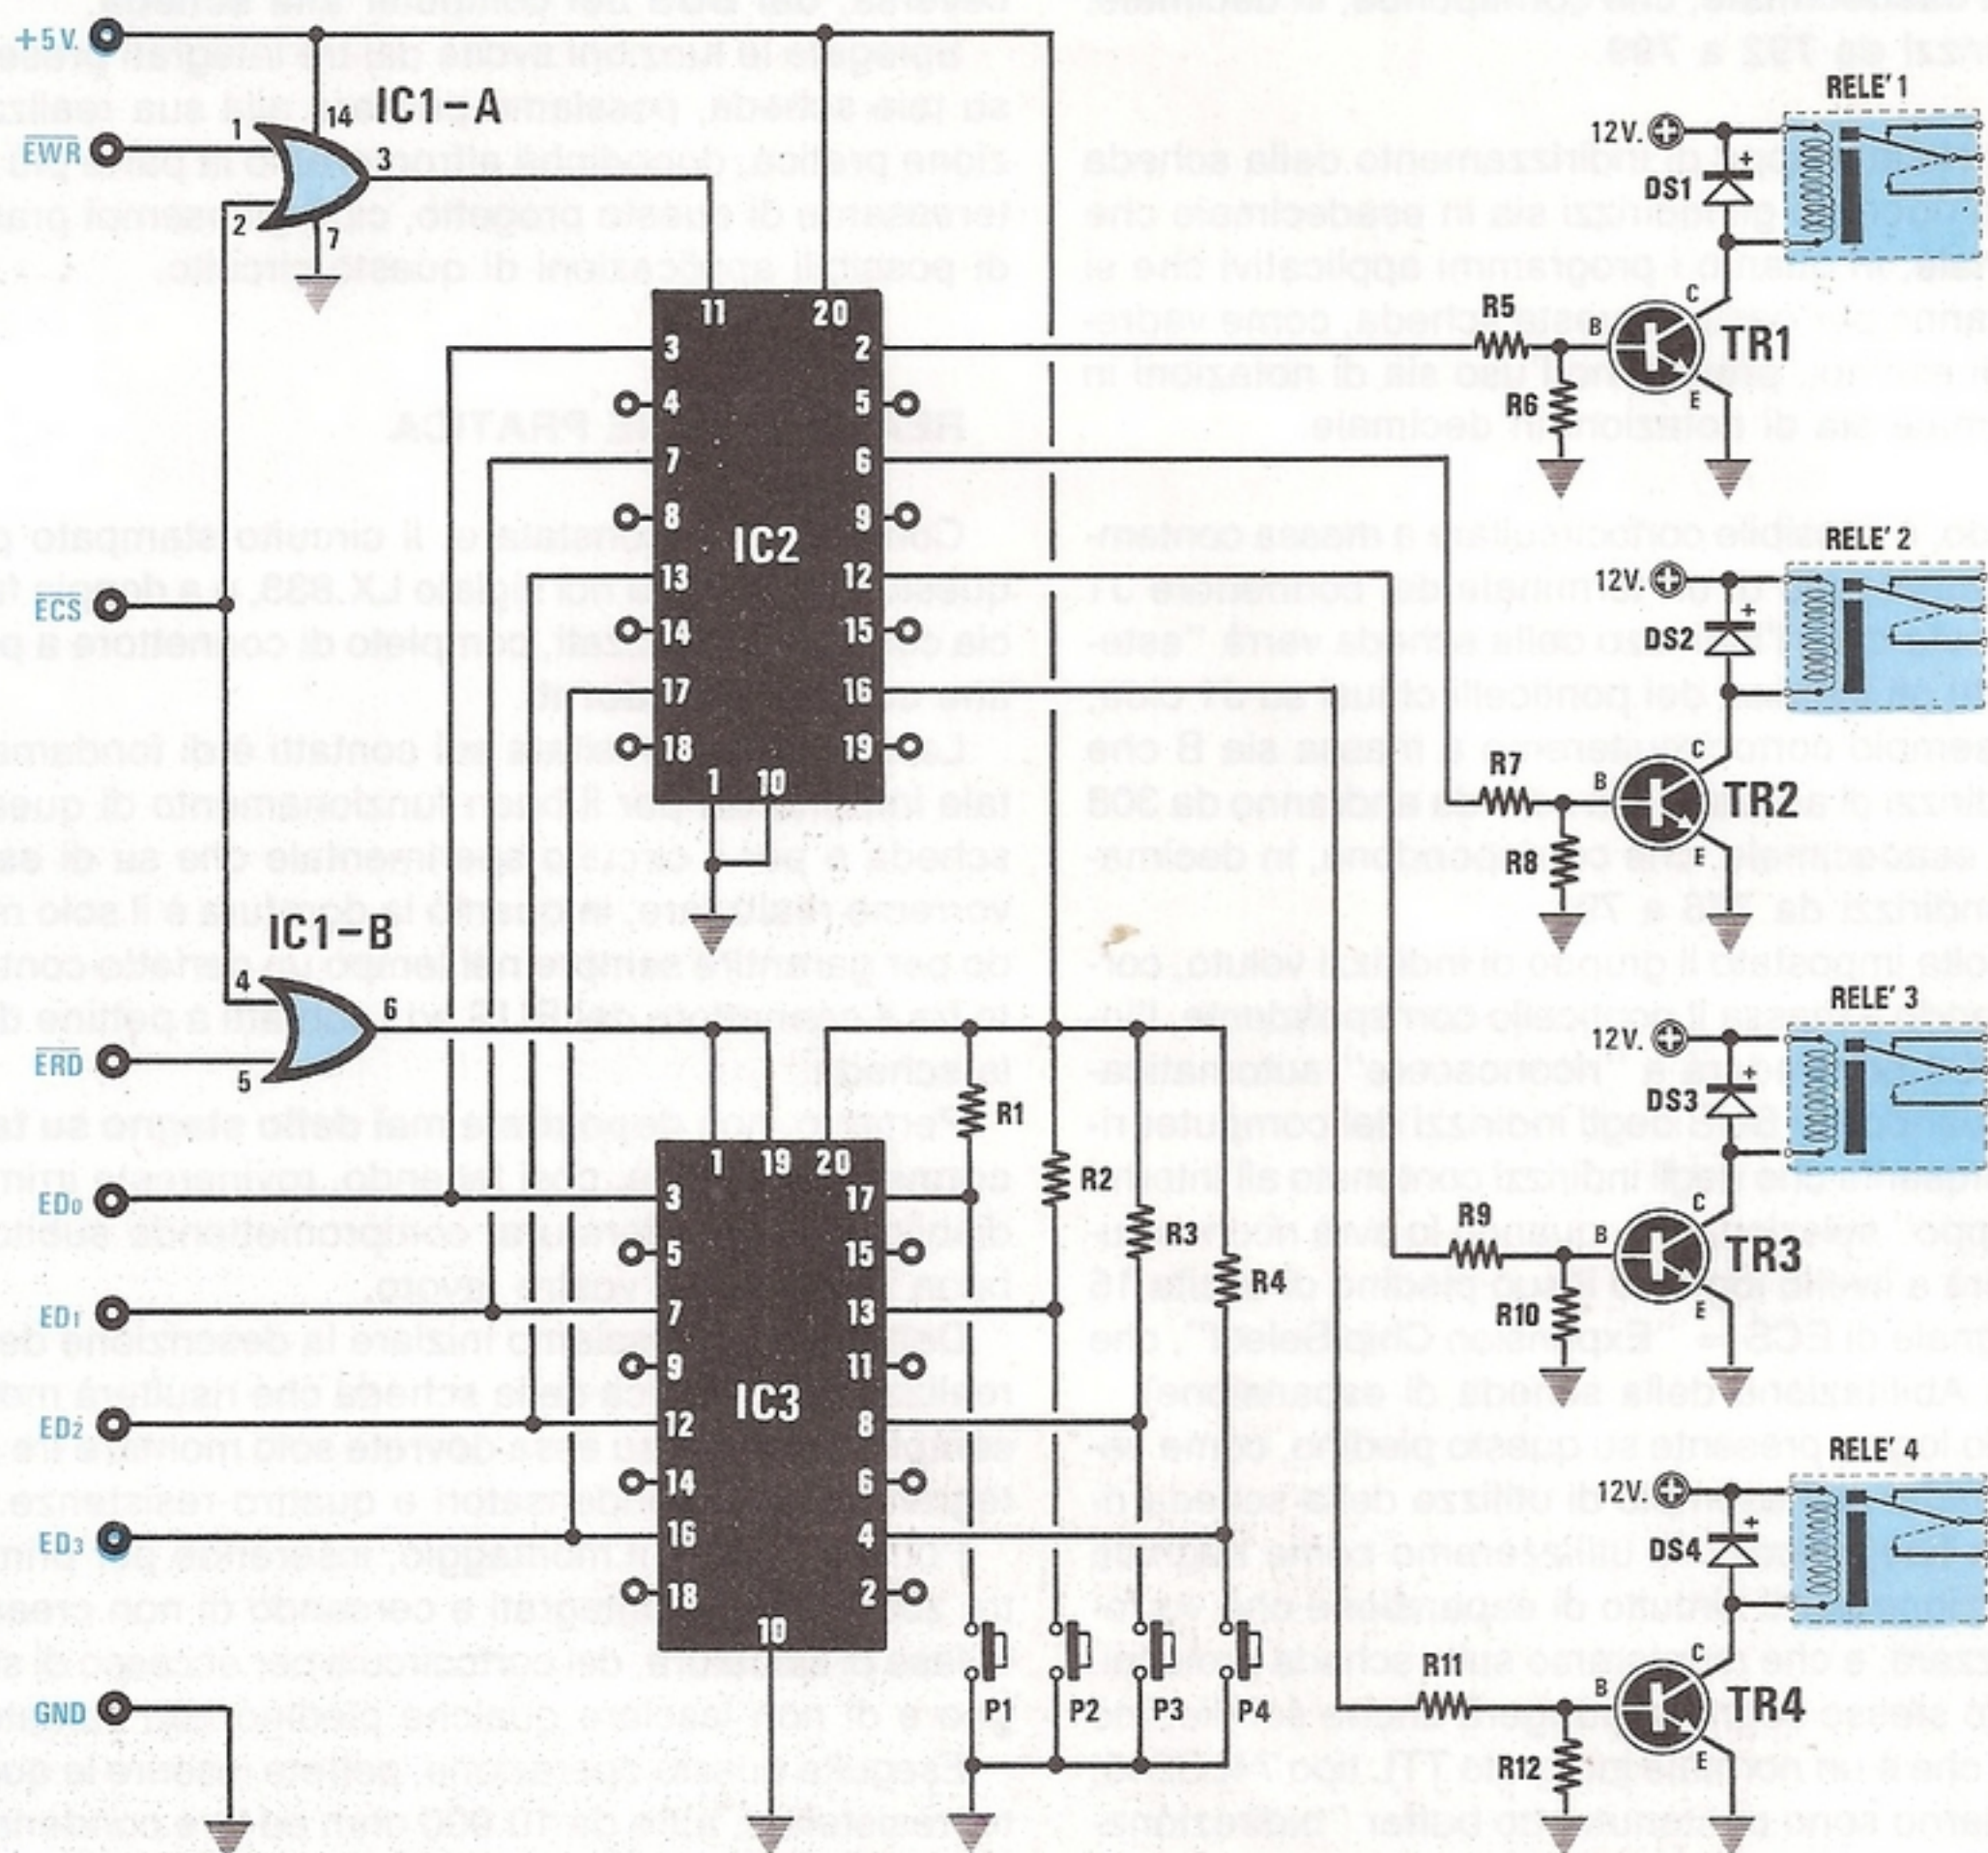 +5V.
EWR
ECS
ERD
ED0
ED1
ED2
ED3
GND
IC1-A
1
14
3
2
7
IC1-B
4
6
5
11 20
3 2
4 5
7 6
8 9
IC2
13 12
14 15
17 16
18 19
1 10
1 19 20
3 17
5 15
7 13
9 11
IC3
12 8
14 6
16 4
18 2
10
R1
R2
R3
R4
P1 P2 P3 P4
RELE' 1
12V.
+
DS1
R5
B
C
E
TR1
R6
RELE' 2
12V.
+
DS2
R7
B
C
E
TR2
R8
RELE' 3
12V.
+
DS3
R9
B
C
E
TR3
R10
RELE' 4
12V.
+
DS4
R11
B
C
E
TR4
R12